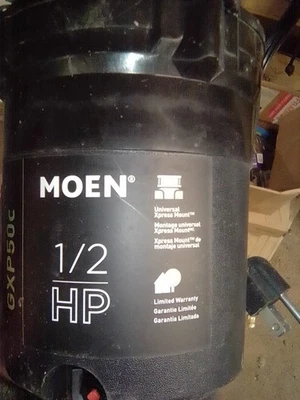 MOEN®
Universal
Xpress Mount™
Montage universal
Xpress Mount™
Xpress Mount™ de
montaje universal
1/2
HP
GXP50c
Limited Warranty
Garantie Limitée
Garantía Limitada